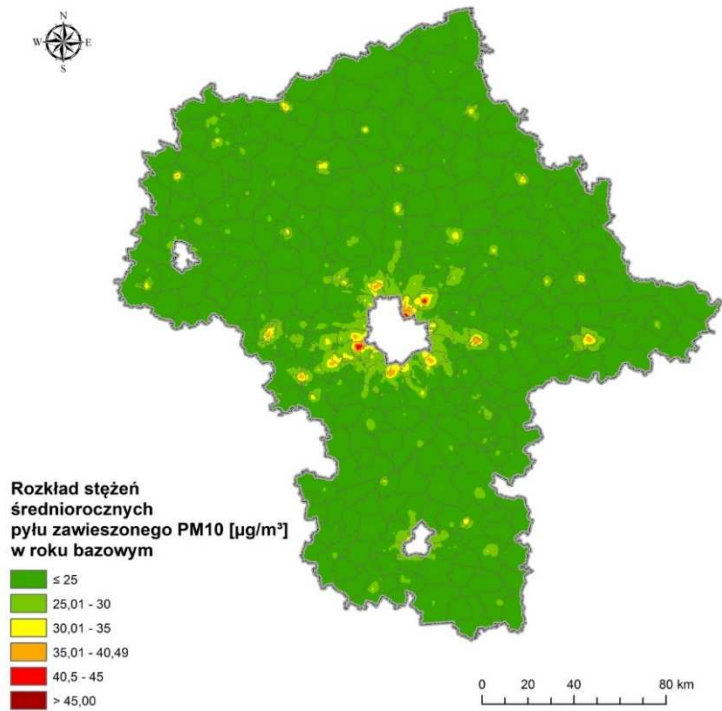 N
W E
S
Rozkład stężeń
średniorocznych
pyłu zawieszonego PM10 [µg/m³]
w roku bazowym
≤ 25
25,01 - 30
30,01 - 35
35,01 - 40,49
40,5 - 45
> 45,00
0 20 40 80 km